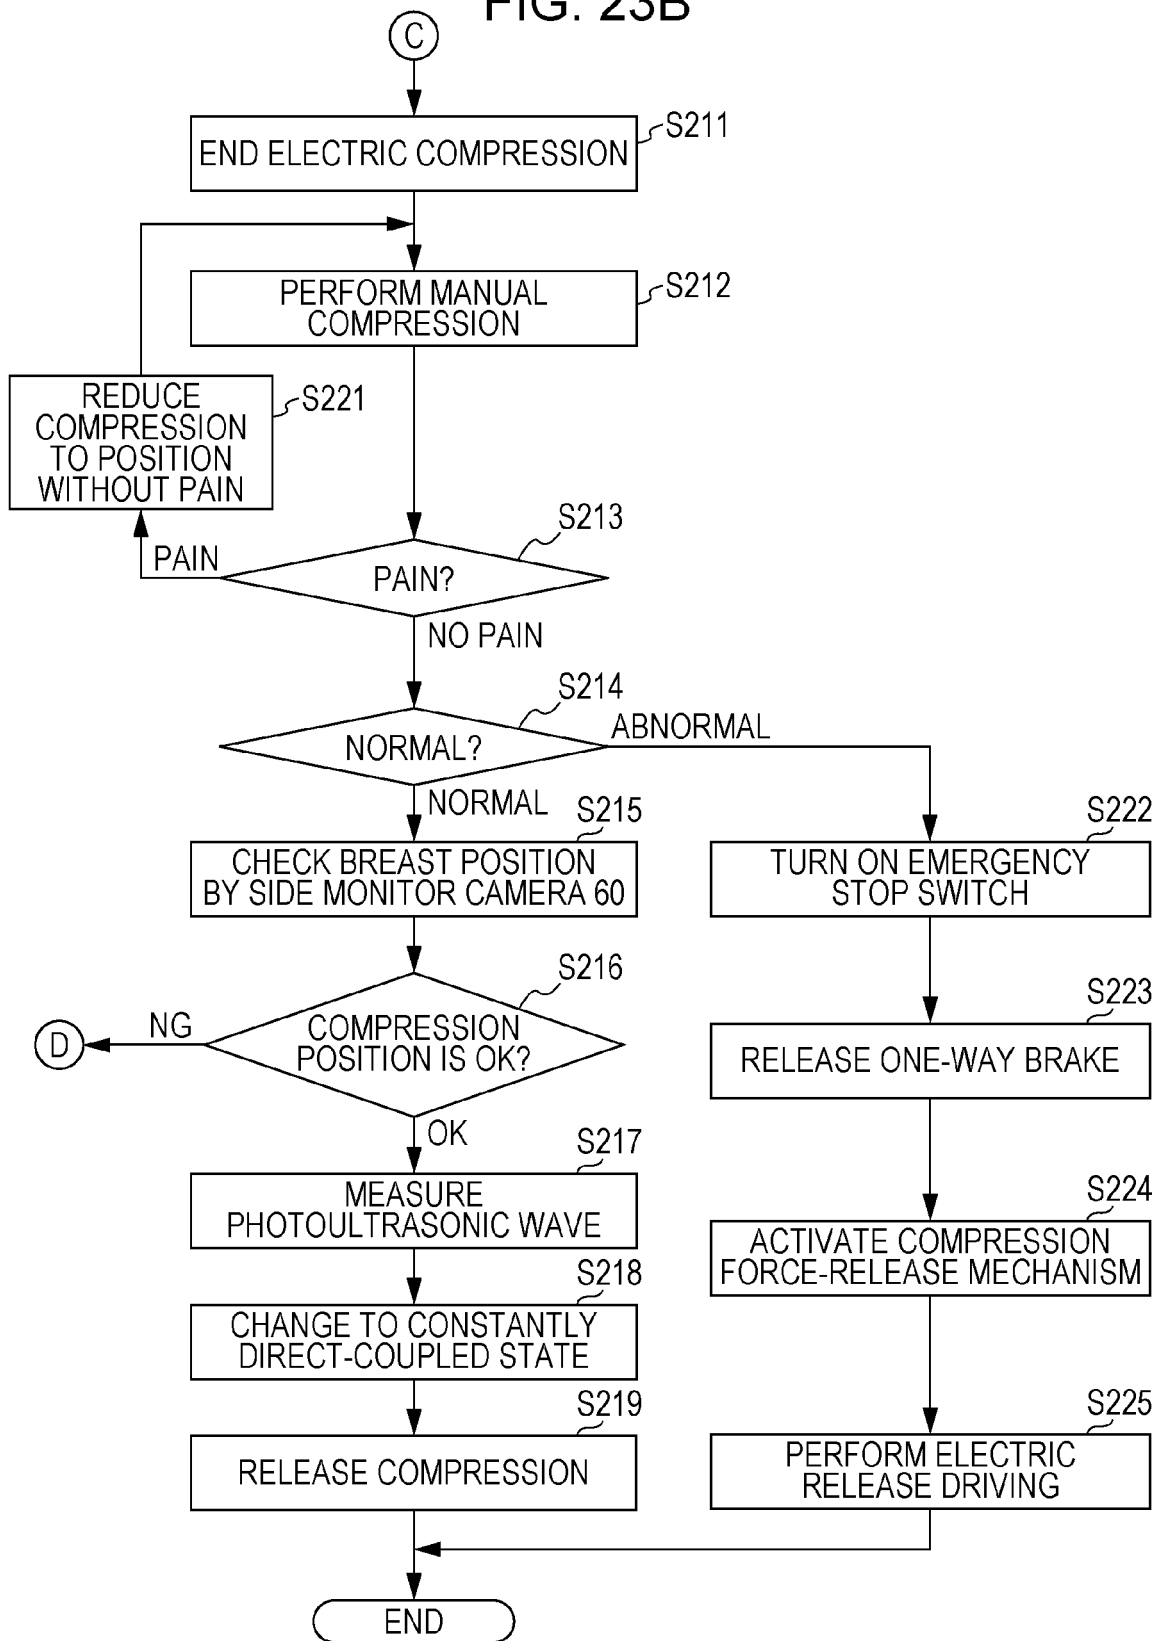 FIG. 23B
C
S211
END ELECTRIC COMPRESSION
S212
PERFORM MANUAL
COMPRESSION
S221
REDUCE
COMPRESSION
TO POSITION
WITHOUT PAIN
S213
PAIN
PAIN?
NO PAIN
S214
ABNORMAL
NORMAL?
NORMAL
S215
CHECK BREAST POSITION
BY SIDE MONITOR CAMERA 60
S222
TURN ON EMERGENCY
STOP SWITCH
S216
NG
D
COMPRESSION
POSITION IS OK?
OK
S223
RELEASE ONE-WAY BRAKE
S217
MEASURE
PHOTOULTRASONIC WAVE
S224
ACTIVATE COMPRESSION
FORCE-RELEASE MECHANISM
S218
CHANGE TO CONSTANTLY
DIRECT-COUPLED STATE
S219
RELEASE COMPRESSION
S225
PERFORM ELECTRIC
RELEASE DRIVING
END